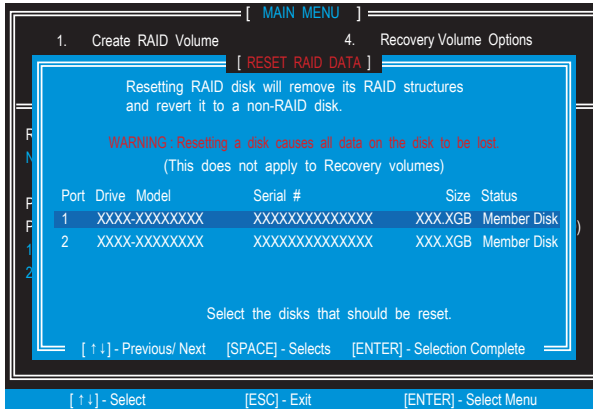 [ MAIN MENU ]
1. Create RAID Volume 4. Recovery Volume Options
[ RESET RAID DATA ]
Resetting RAID disk will remove its RAID structures
and revert it to a non-RAID disk.
WARNING : Resetting a disk causes all data on the disk to be lost.
(This does not apply to Recovery volumes)
Port Drive Model Serial # Size Status
1 XXXX-XXXXXXXX XXXXXXXXXXXXXX XXX.XGB Member Disk
2 XXXX-XXXXXXXX XXXXXXXXXXXXXX XXX.XGB Member Disk
Select the disks that should be reset.
[ ↑↓] - Previous/ Next [SPACE] - Selects [ENTER] - Selection Complete
[ ↑↓] - Select [ESC] - Exit [ENTER] - Select Menu